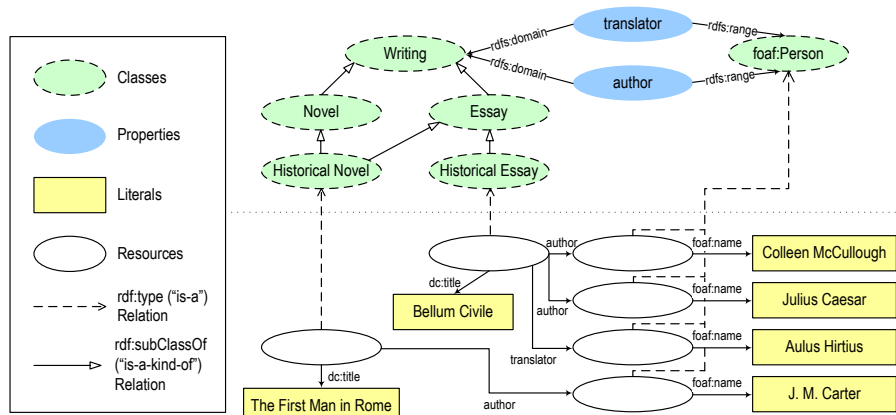 translator
rdfs:domain
rdfs:range
Writing
foaf:Person
Classes
rdfs:domain
rdfs:range
author
Novel
Essay
Properties
Historical Novel
Historical Essay
Literals
Resources
author
foaf:name
Colleen McCullough
dc:title
rdf:type (“is-a”)
Relation
Bellum Civile
author
foaf:name
Julius Caesar
rdf:subClassOf
(“is-a-kind-of”)
Relation
translator
foaf:name
Aulus Hirtius
dc:title
The First Man in Rome
author
foaf:name
J. M. Carter